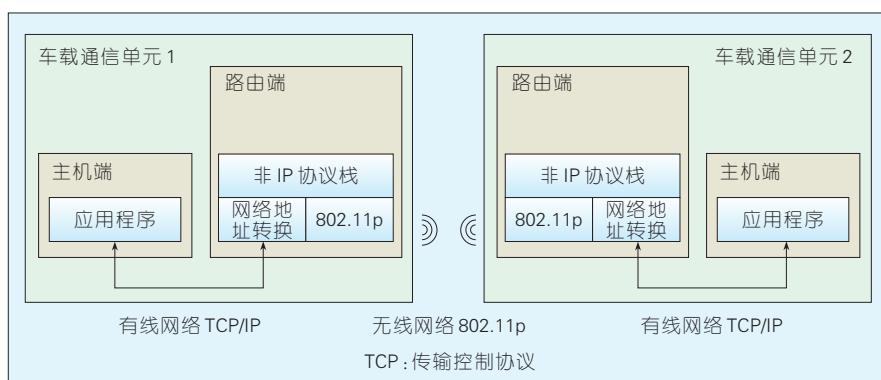 车载通信单元 1
路由端
主机端
非 IP 协议栈
应用程序
网络地
址转换
802.11p
车载通信单元 2
路由端
主机端
非 IP 协议栈
802.11p
网络地
址转换
应用程序
有线网络 TCP/IP
无线网络 802.11p
有线网络 TCP/IP
TCP：传输控制协议